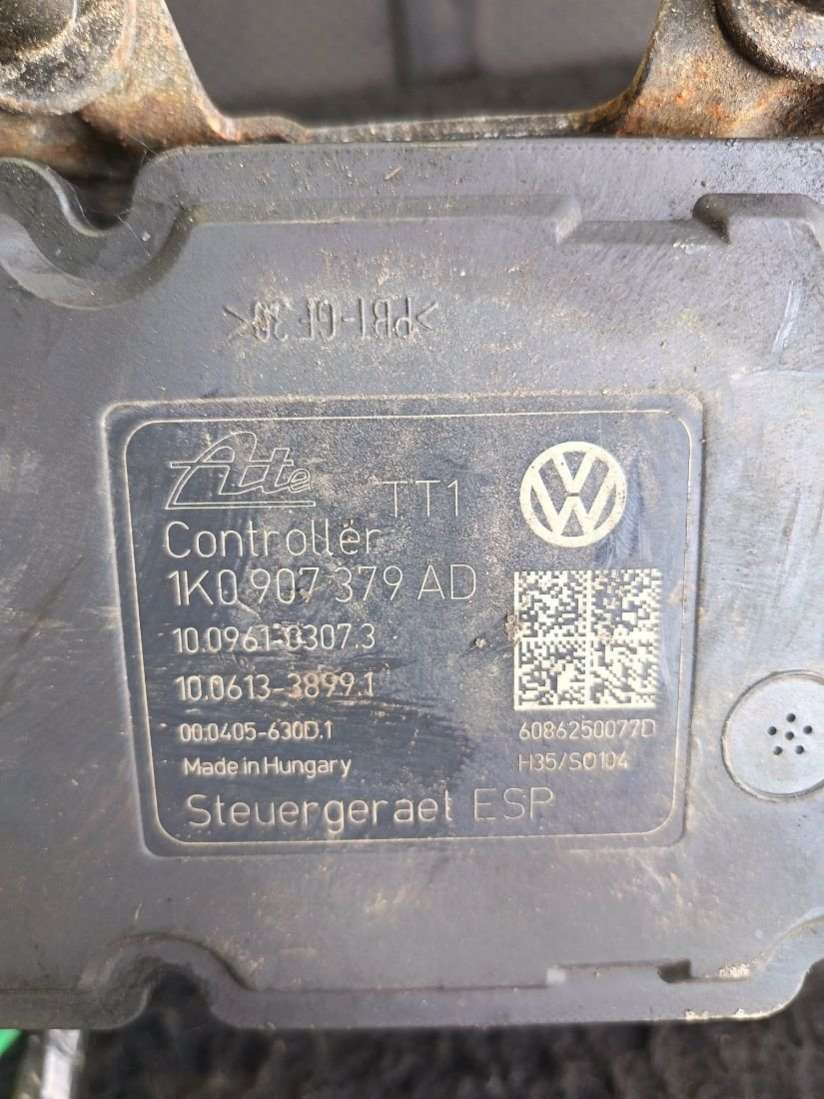 >PBT-GF30<
Ate TT1
Controller
1K0 907 379 AD
10.0961-0307.3
10.0613-3899.1
00.0405-630D.1
Made in Hungary
6086250077D
H35/SO104
Steuergeraet ESP